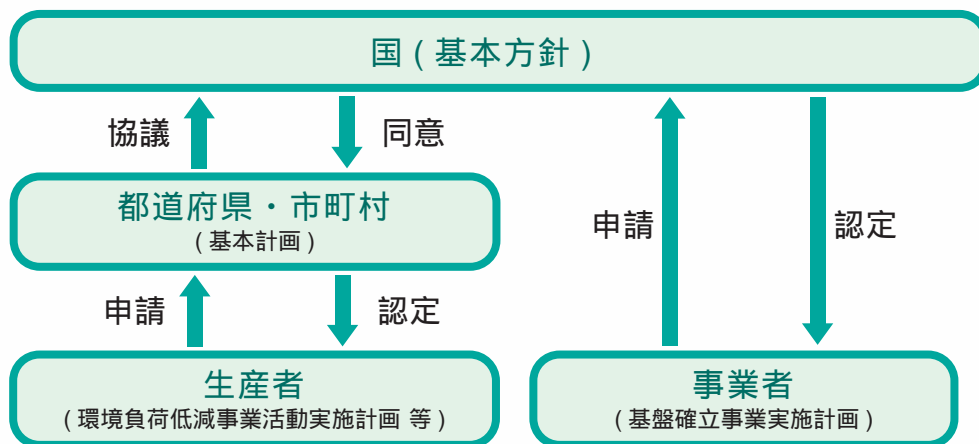 国(基本方針)
協議
同意
都道府県・市町村
(基本計画)
申請
認定
申請
認定
生産者
(環境負荷低減事業活動実施計画 等)
事業者
(基盤確立事業実施計画)